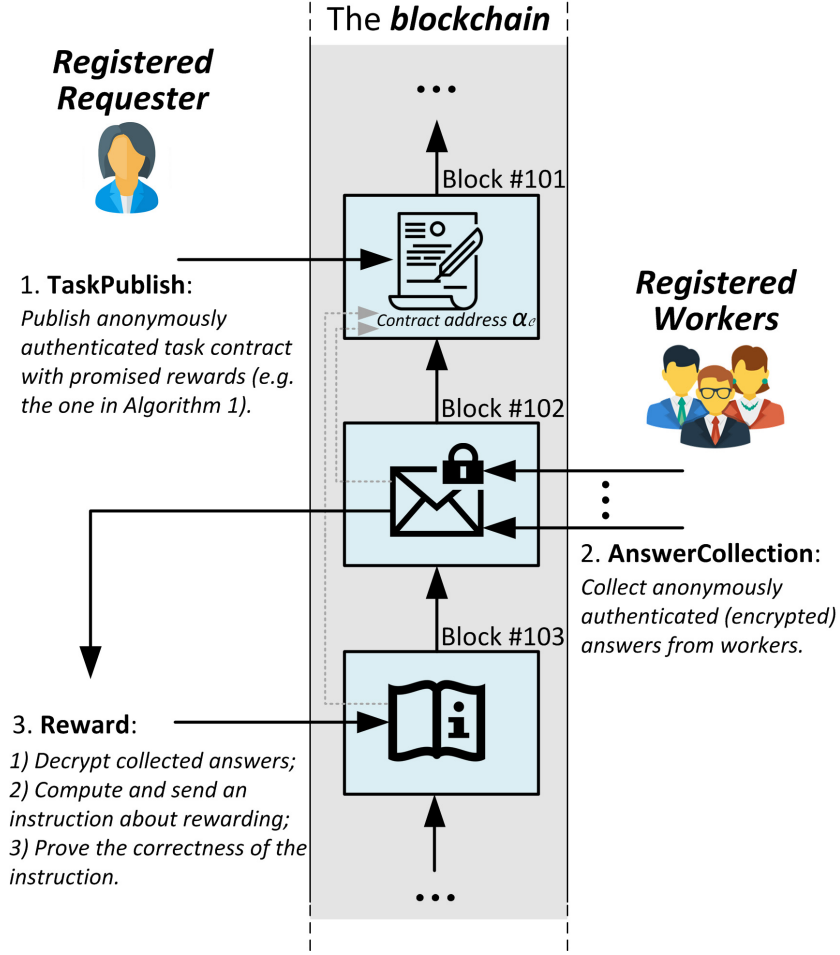 The blockchain
Registered
Requester
...
Block #101
1. TaskPublish:
Publish anonymously
authenticated task contract
with promised rewards (e.g.
the one in Algorithm 1).
Contract address α𝒞
Registered
Workers
Block #102
2. AnswerCollection:
Collect anonymously
authenticated (encrypted)
answers from workers.
Block #103
3. Reward:
1) Decrypt collected answers;
2) Compute and send an
instruction about rewarding;
3) Prove the correctness of the
instruction.
...